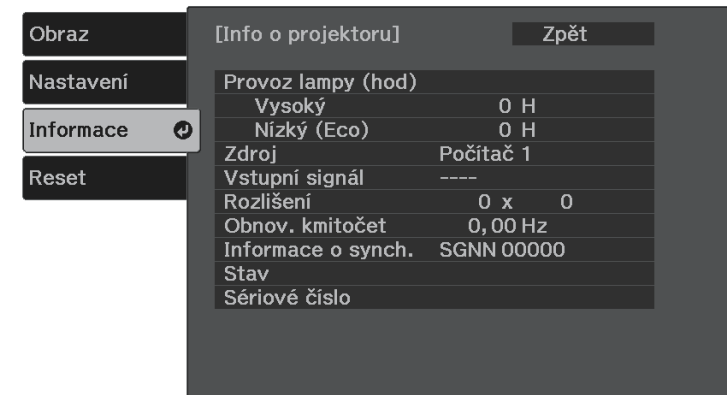 Obraz
Nastavení
Informace
Reset
[Info o projektoru] Zpět
Provoz lampy (hod)
Vysoký 0 H
Nízký (Eco) 0 H
Zdroj Počítač 1
Vstupní signál ----
Rozlišení 0 x 0
Obnov. kmitočet 0,00 Hz
Informace o synch. SGNN 00000
Stav
Sériové číslo